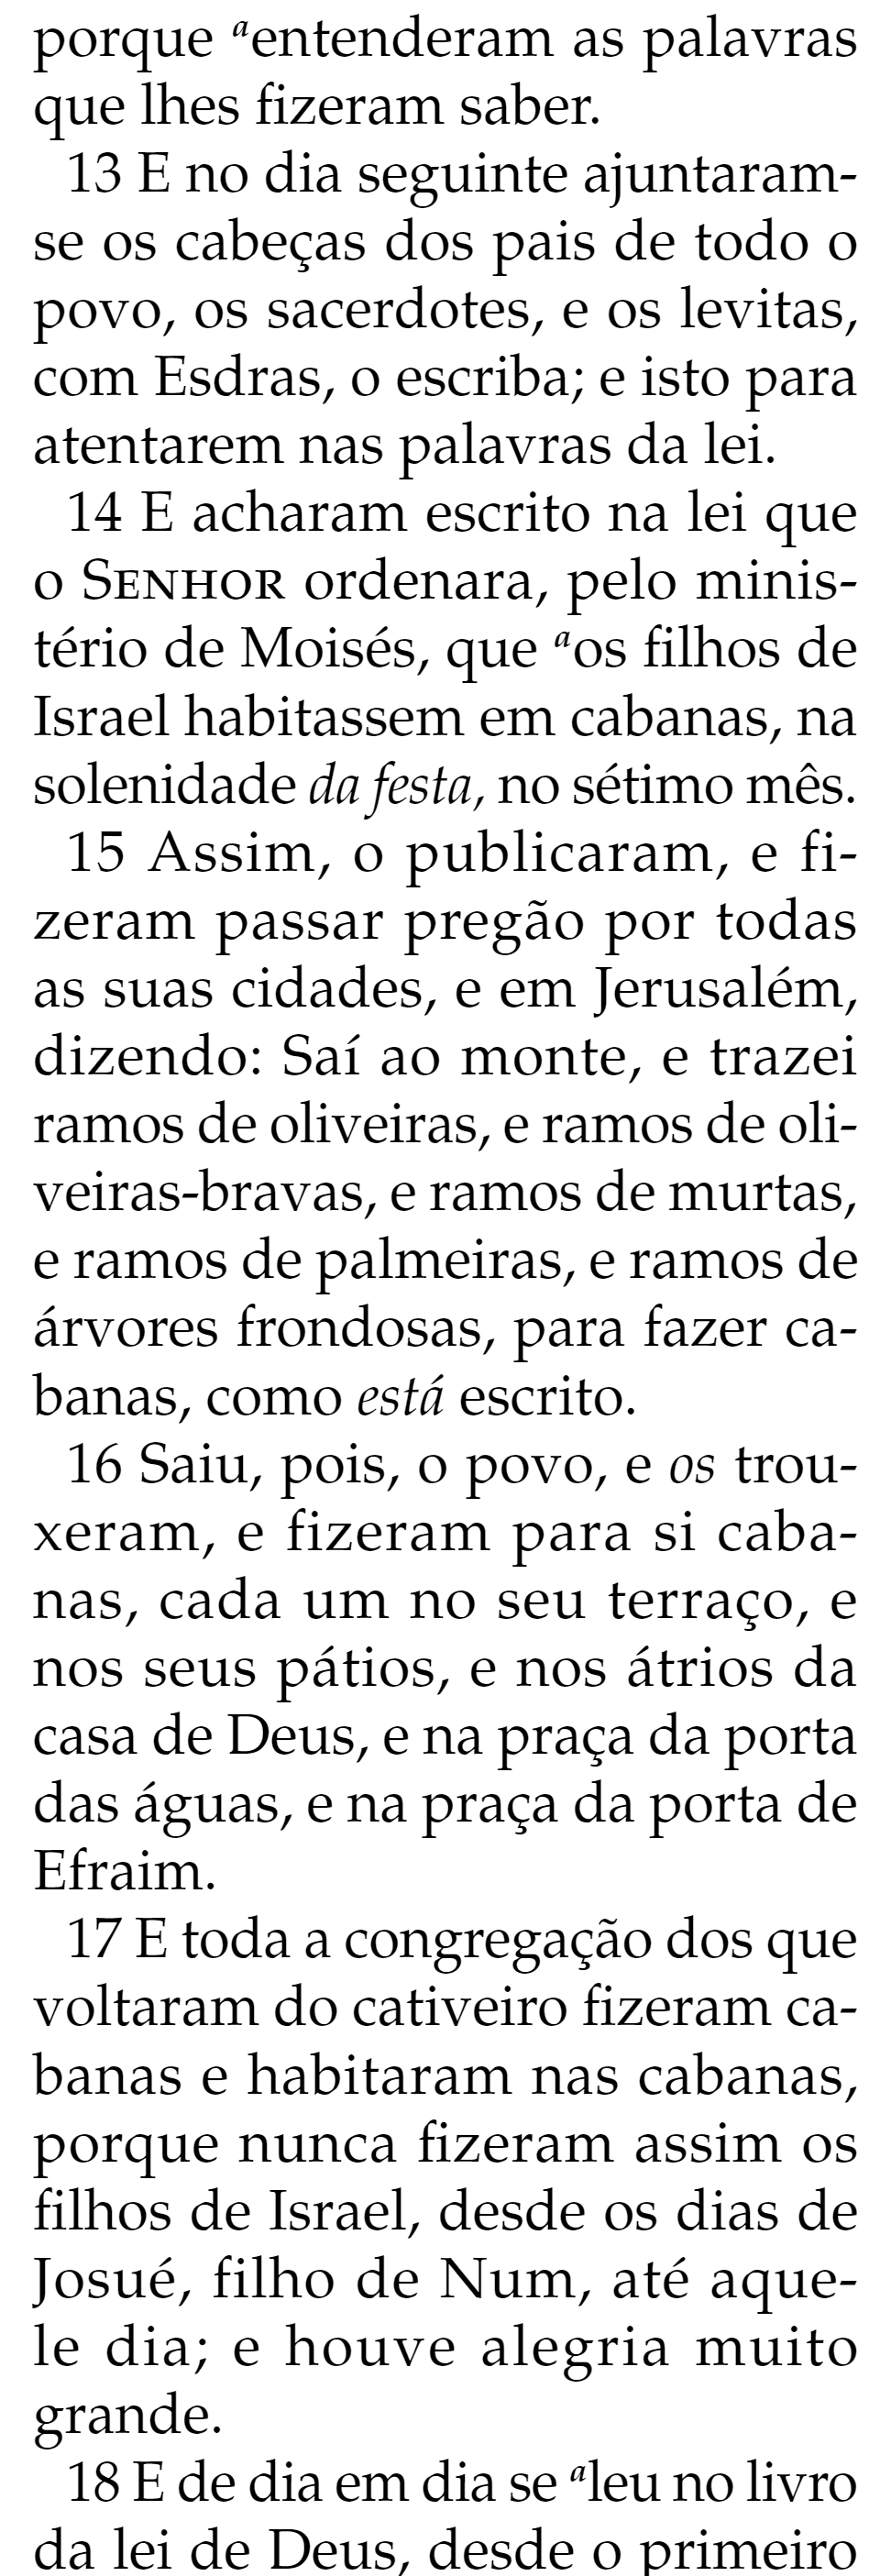 porque ᵃentenderam as palavras
que lhes fizeram saber.
13 E no dia seguinte ajuntaram-
se os cabeças dos pais de todo o
povo, os sacerdotes, e os levitas,
com Esdras, o escriba; e isto para
atentarem nas palavras da lei.
14 E acharam escrito na lei que
o SENHOR ordenara, pelo minis-
tério de Moisés, que ᵃos filhos de
Israel habitassem em cabanas, na
solenidade da festa, no sétimo mês.
15 Assim, o publicaram, e fi-
zeram passar pregão por todas
as suas cidades, e em Jerusalém,
dizendo: Saí ao monte, e trazei
ramos de oliveiras, e ramos de oli-
veiras-bravas, e ramos de murtas,
e ramos de palmeiras, e ramos de
árvores frondosas, para fazer ca-
banas, como está escrito.
16 Saiu, pois, o povo, e os trou-
xeram, e fizeram para si caba-
nas, cada um no seu terraço, e
nos seus pátios, e nos átrios da
casa de Deus, e na praça da porta
das águas, e na praça da porta de
Efraim.
17 E toda a congregação dos que
voltaram do cativeiro fizeram ca-
banas e habitaram nas cabanas,
porque nunca fizeram assim os
filhos de Israel, desde os dias de
Josué, filho de Num, até aque-
le dia; e houve alegria muito
grande.
18 E de dia em dia se ᵃleu no livro
da lei de Deus, desde o primeiro